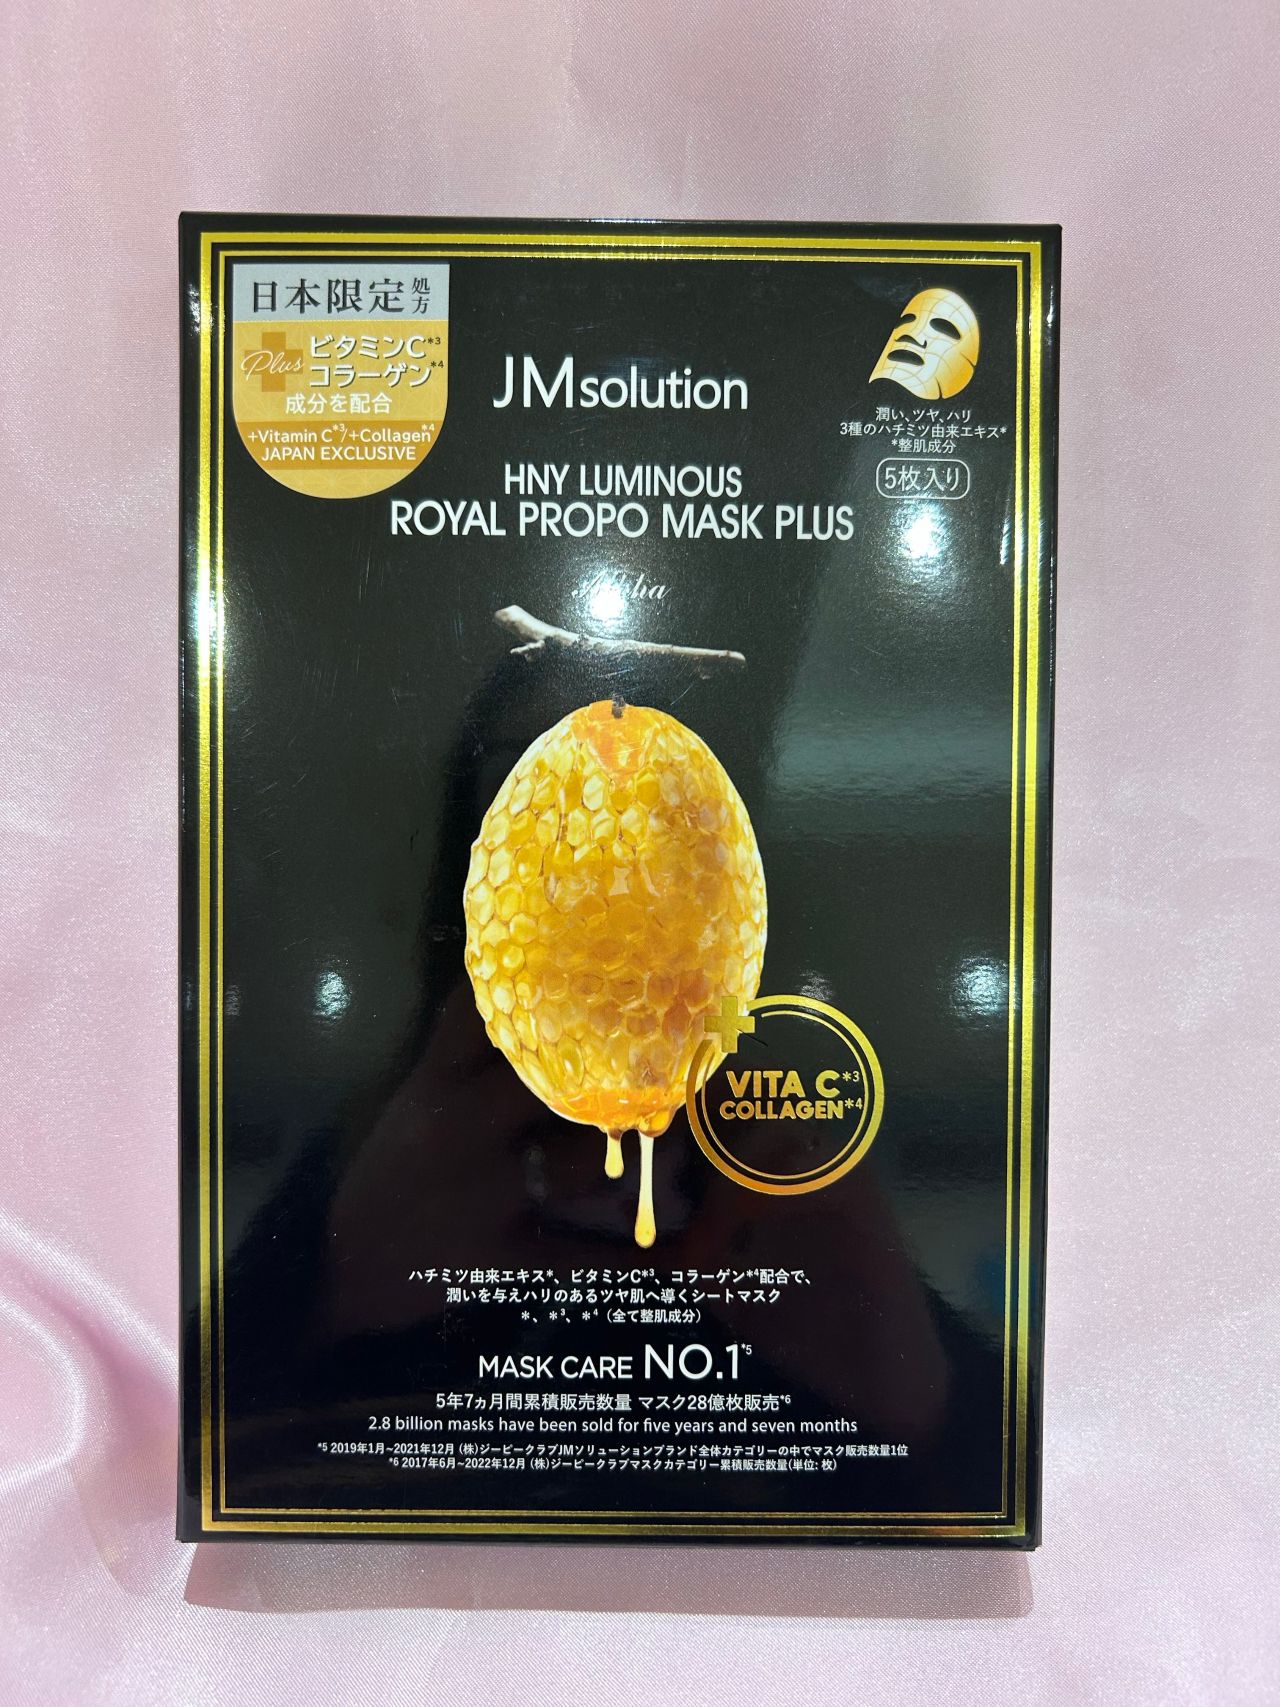 日本限定処方
Plus
ビタミンC*3
コラーゲン*4
成分を配合
+Vitamin C*3/+Collagen*4
JAPAN EXCLUSIVE
JMsolution
潤い、ツヤ、ハリ
3種のハチミツ由来エキス*
*整肌成分
5枚入り
HNY LUMINOUS
ROYAL PROPO MASK PLUS
VITA C*3
COLLAGEN*4
ハチミツ由来エキス*、ビタミンC*3、コラーゲン*4配合で、
潤いを与えハリのあるツヤ肌へ導くシートマスク
*、*3、*4（全て整肌成分）
MASK CARE NO.1*5
5年7ヵ月間累積販売数量 マスク28億枚販売*6
2.8 billion masks have been sold for five years and seven months
*5 2019年1月~2021年12月 (株)ジーピークラブJMソリューションブランド全体カテゴリーの中でマスク販売数量1位
*6 2017年6月~2022年12月 (株)ジーピークラブマスクカテゴリー累積販売数量(単位: 枚)